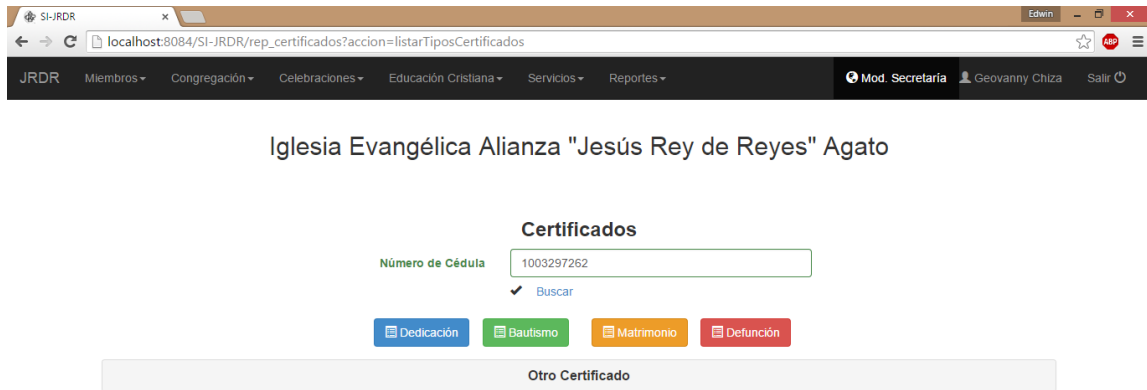 SI-JRDR
Edwin
localhost:8084/SI-JRDR/rep_certificados?accion=listarTiposCertificado
ABP
JRDR Miembros Congregación Celebraciones Educación Cristiana Servicios Reportes Mod. Secretaría Geovanny Chiza Salir
Iglesia Evangélica Alianza "Jesús Rey de Reyes" Agato
Certificados
Número de Cédula 1003297262
Buscar
Dedicación Bautismo Matrimonio Defunción
Otro Certificado